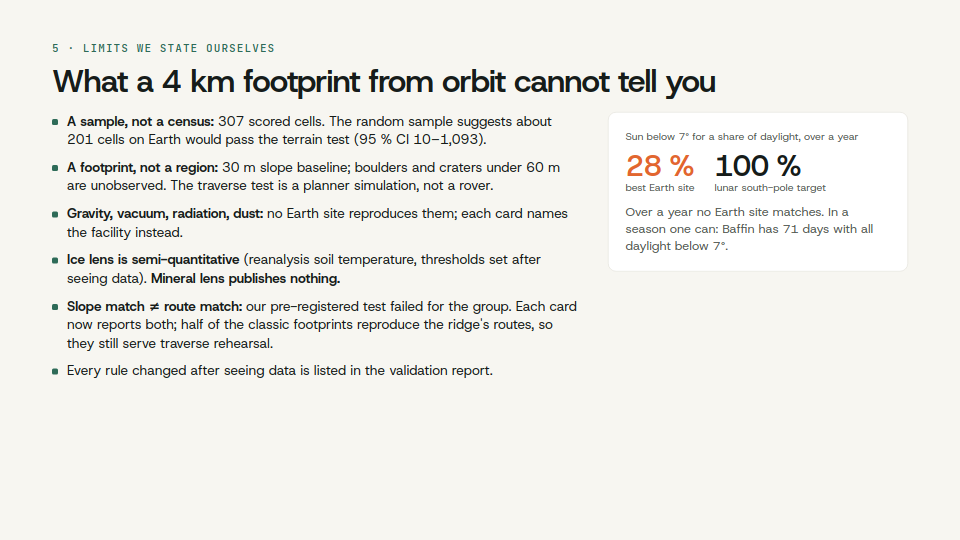 5 · LIMITS WE STATE OURSELVES
What a 4 km footprint from orbit cannot tell you
A sample, not a census: 307 scored cells. The random sample suggests about
201 cells on Earth would pass the terrain test (95 % CI 10–1,093).
A footprint, not a region: 30 m slope baseline; boulders and craters under 60 m
are unobserved. The traverse test is a planner simulation, not a rover.
Gravity, vacuum, radiation, dust: no Earth site reproduces them; each card names
the facility instead.
Ice lens is semi-quantitative (reanalysis soil temperature, thresholds set after
seeing data). Mineral lens publishes nothing.
Slope match ≠ route match: our pre-registered test failed for the group. Each card
now reports both; half of the classic footprints reproduce the ridge's routes, so
they still serve traverse rehearsal.
Every rule changed after seeing data is listed in the validation report.
Sun below 7° for a share of daylight, over a year
28 % 100 %
best Earth site lunar south-pole target
Over a year no Earth site matches. In a
season one can: Baffin has 71 days with all
daylight below 7°.